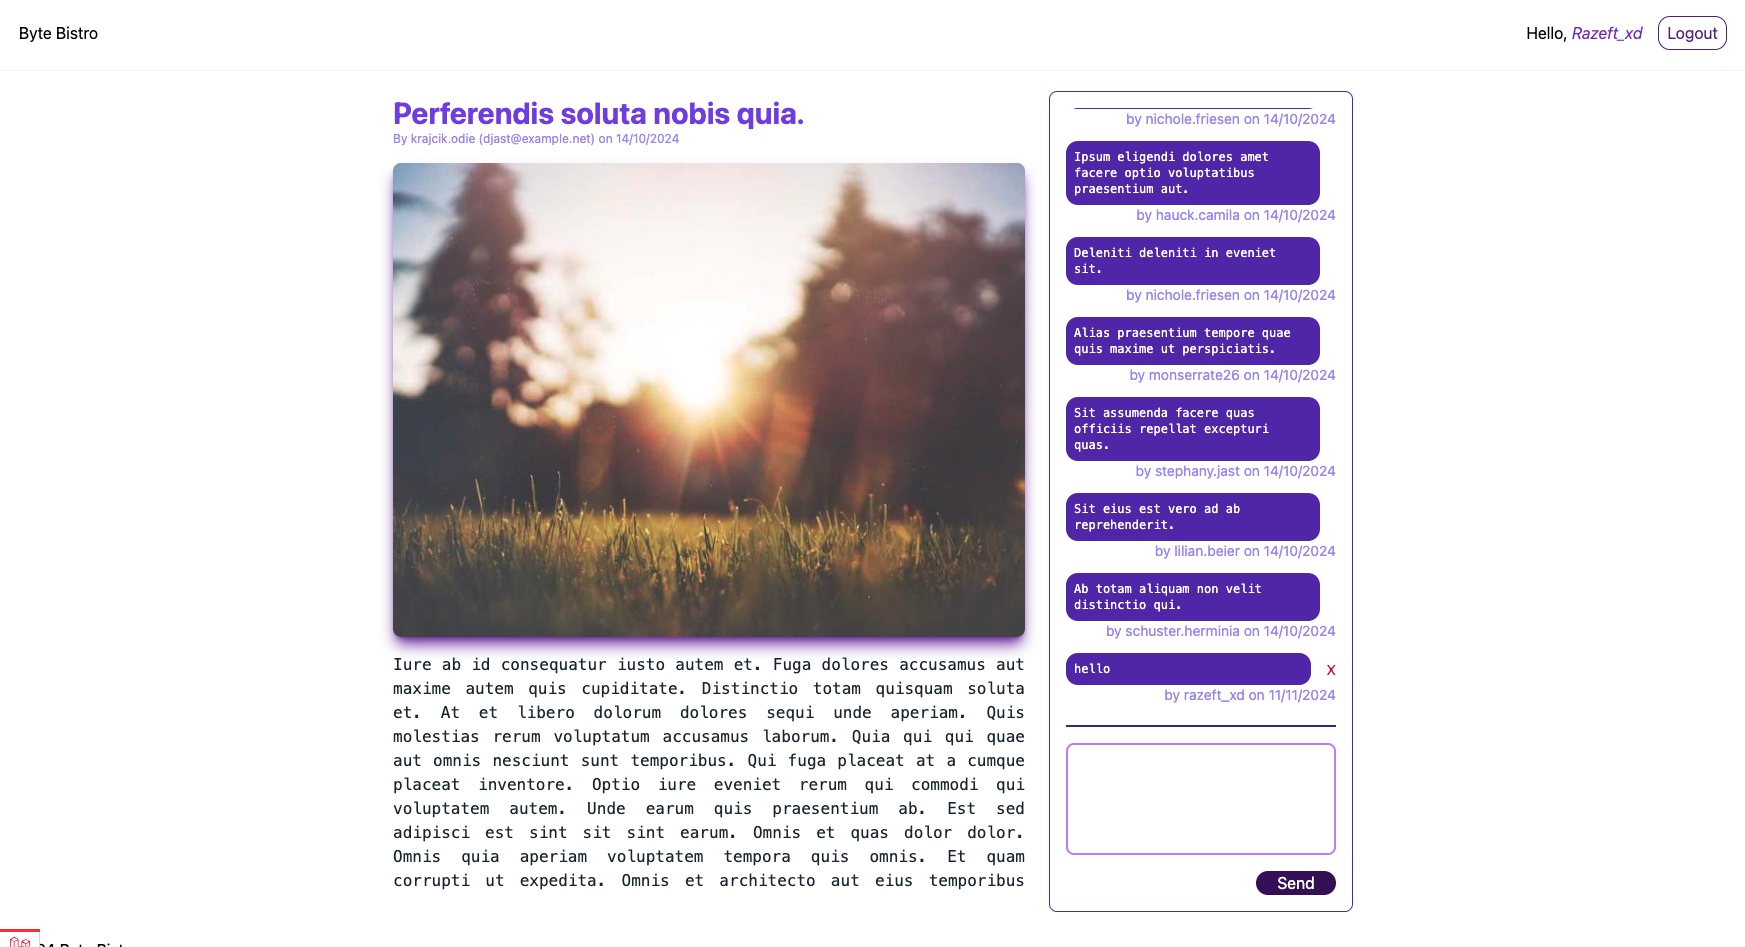 Byte Bistro
Hello, Razeft_xd
Logout
Perferendis soluta nobis quia.
By krajcik.odie (djast@example.net) on 14/10/2024
Iure ab id consequatur iusto autem et. Fuga dolores accusamus aut
maxime autem quis cupiditate. Distinctio totam quisquam soluta
et. At et libero dolorum dolores sequi unde aperiam. Quis
molestias rerum voluptatum accusamus laborum. Quia qui qui quae
aut omnis nesciunt sunt temporibus. Qui fuga placeat at a cumque
placeat inventore. Optio iure eveniet rerum qui commodi qui
voluptatem autem. Unde earum quis praesentium ab. Est sed
adipisci est sint sit sint earum. Omnis et quas dolor dolor.
Omnis quia aperiam voluptatem tempora quis omnis. Et quam
corrupti ut expedita. Omnis et architecto aut eius temporibus
by nichole.friesen on 14/10/2024
Ipsum eligendi dolores amet
facere optio voluptatibus
praesentium aut.
by hauck.camila on 14/10/2024
Deleniti deleniti in eveniet
sit.
by nichole.friesen on 14/10/2024
Alias praesentium tempore quae
quis maxime ut perspiciatis.
by monserrate26 on 14/10/2024
Sit assumenda facere quas
officiis repellat excepturi
quas.
by stephany.jast on 14/10/2024
Sit eius est vero ad ab
reprehenderit.
by lilian.beier on 14/10/2024
Ab totam aliquam non velit
distinctio qui.
by schuster.herminia on 14/10/2024
hello
X
by razeft_xd on 11/11/2024
Send